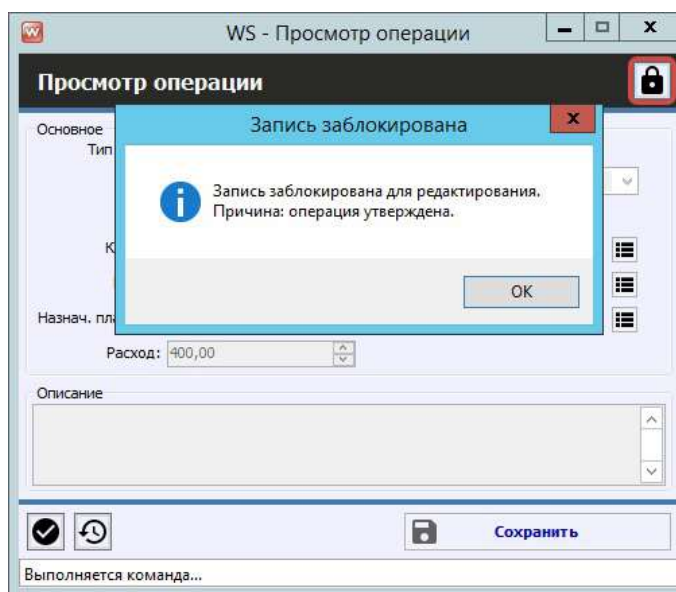 WS - Просмотр операции
Просмотр операции
Запись заблокирована
Основное
Тип
Запись заблокирована для редактирования.
Причина: операция утверждена.
OK
Назнач.
Расход: 400,00
Описание
Сохранить
Выполняется команда...